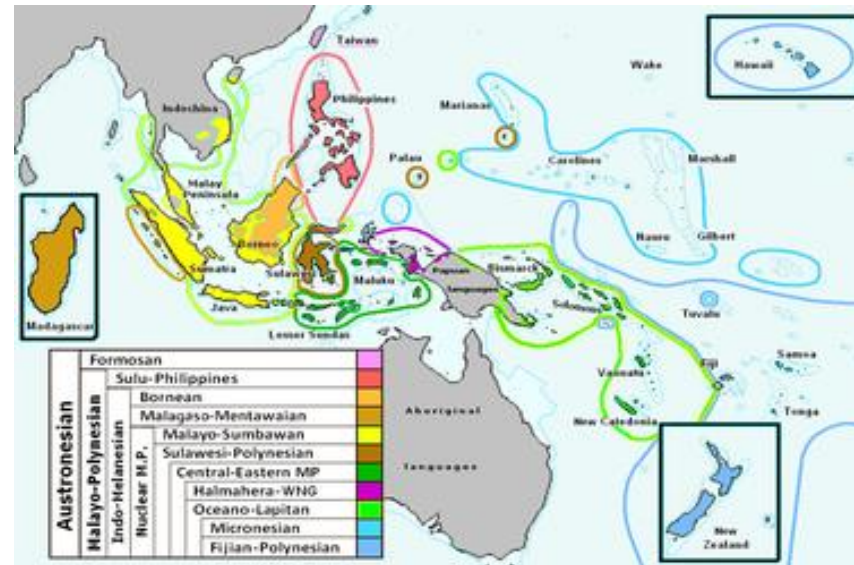 Taiwan
Philippines
Indochina
Malay
Peninsula
Borneo
Sumatra
Java
Sulawesi
Maluku
Lesser Sundas
Madagascar
Marianas
Palau
Carolines
Marshall
Wake
Hawaii
Nauru
Gilbert
Papuan
languages
Bismarck
Solomons
Tuvalu
Vanuatu
Fiji
Samoa
Tonga
New Caledonia
New
Zealand
Aboriginal
languages
Austronesian
Malayo-Polynesian
Indo-Melanesian
Nuclear M.P.
Formosan
Sulu-Philippines
Bornean
Malagaso-Mentawaian
Malayo-Sumbawan
Sulawesi-Polynesian
Central-Eastern MP
Halmahera-WNG
Oceano-Lapitan
Micronesian
Fijian-Polynesian